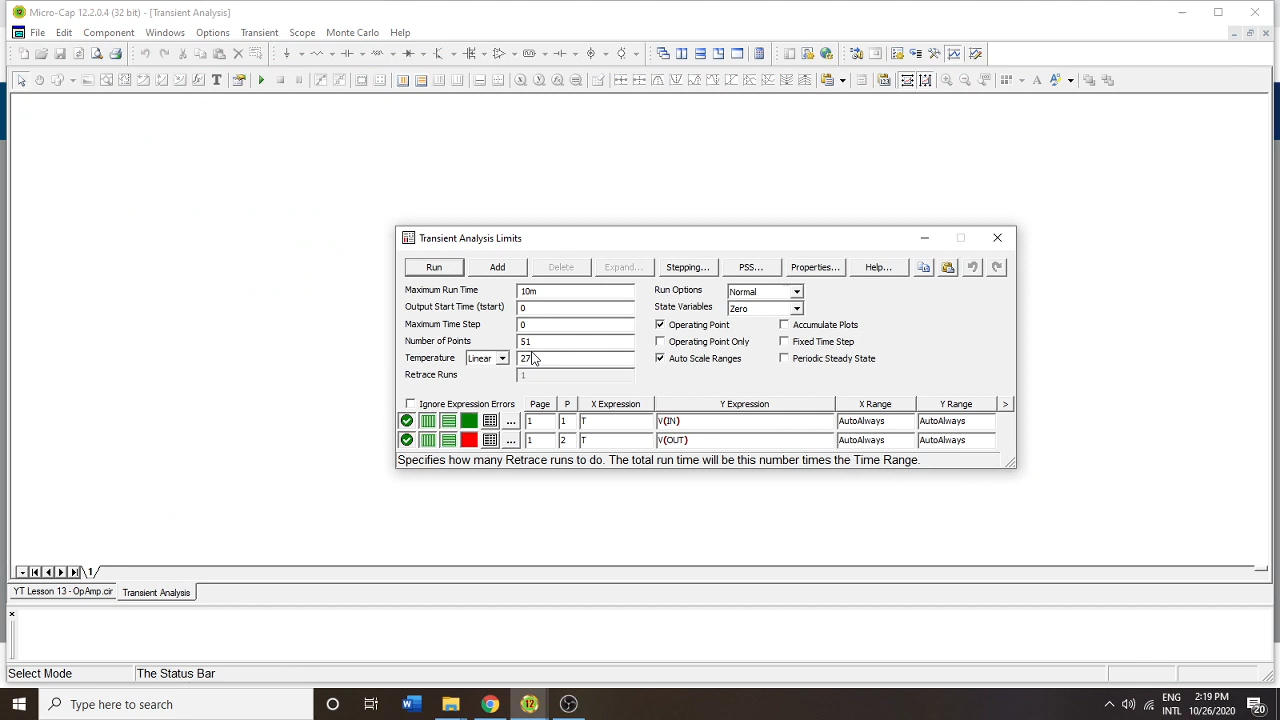 Micro-Cap 12.2.0.4 (32 bit) - [Transient Analysis]
File Edit Component Windows Options Transient Scope Monte Carlo Help
Transient Analysis Limits
Run Add Delete Expand... Stepping... PSS... Properties... Help...
Maximum Run Time 10m Run Options Normal
Output Start Time (tstart) 0 State Variables Zero
Maximum Time Step 0 Operating Point Accumulate Plots
Number of Points 51 Operating Point Only Fixed Time Step
Temperature Linear 27 Auto Scale Ranges Periodic Steady State
Retrace Runs 1
Ignore Expression Errors Page P X Expression Y Expression X Range Y Range >
... 1 1 T V(IN) AutoAlways AutoAlways
... 1 2 T V(OUT) AutoAlways AutoAlways
Specifies how many Retrace runs to do. The total run time will be this number times the Time Range.
1
YT Lesson 13 - OpAmp.cir Transient Analysis
Select Mode The Status Bar
Type here to search
ENG 2:19 PM
INTL 10/26/2020 20